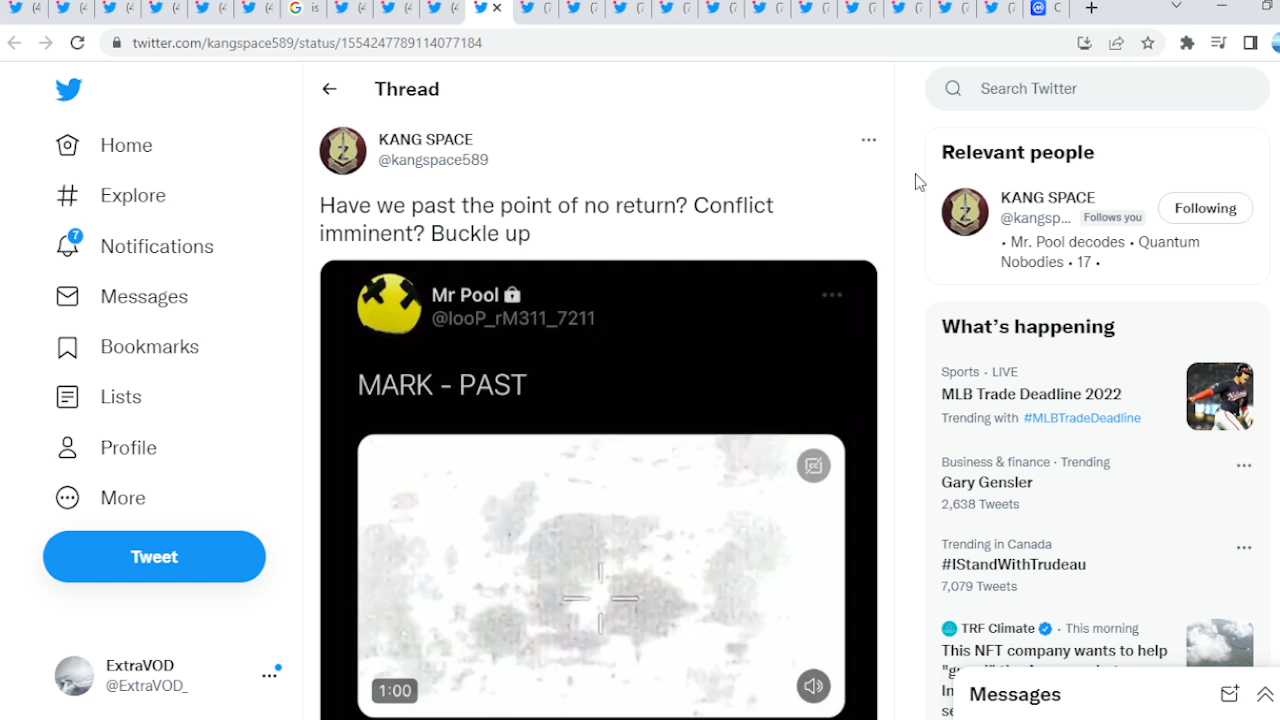 twitter.com/kangspace589/status/1554247789114077184
Thread
Search Twitter
Home
Explore
7
Notifications
Messages
Bookmarks
Lists
Profile
More
Tweet
ExtraVOD
@ExtraVOD_
KANG SPACE
@kangspace589
Have we past the point of no return? Conflict
imminent? Buckle up
Mr Pool
@looP_rM311_7211
MARK - PAST
1:00
Relevant people
KANG SPACE
@kangsp... Follows you
Following
• Mr. Pool decodes • Quantum
Nobodies • 17 •
What's happening
Sports · LIVE
MLB Trade Deadline 2022
Trending with #MLBTradeDeadline
Business & finance · Trending
Gary Gensler
2,638 Tweets
Trending in Canada
#IStandWithTrudeau
7,079 Tweets
TRF Climate · This morning
This NFT company wants to help
Messages